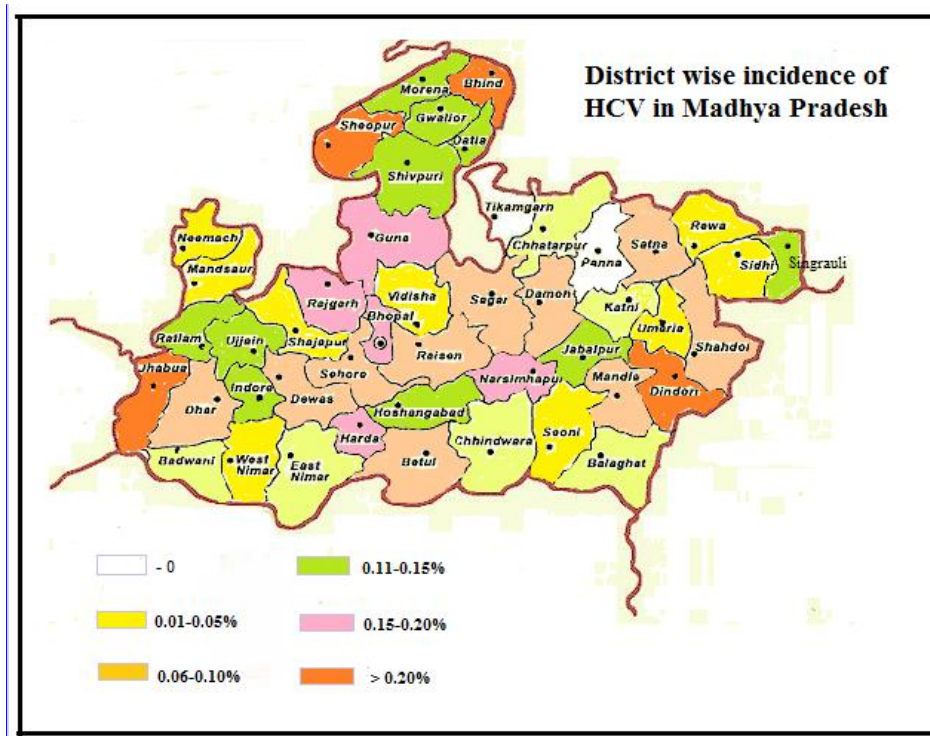 District wise incidence of
HCV in Madhya Pradesh
Bhind
Morena
Gwalior
Sheopur
Datia
Shivpuri
Tikamgarh
Guna
Chhatarpur
Rewa
Neemach
Satna
Panna
Sidhi
Singrauli
Mandsaur
Vidisha
Sagar
Damoh
Rajgarh
Katni
Bhopal
Umaria
Ratlam
Ujjain
Shajapur
Raisen
Jabalpur
Shahdol
Jhabua
Sehore
Narsimhapur
Mandla
Indore
Dewas
Dindori
Dhar
Hoshangabad
Harda
Chhindwara
Seoni
Badwani
West
Nimar
East
Nimar
Betul
Balaghat
- 0
0.11-0.15%
0.01-0.05%
0.15-0.20%
0.06-0.10%
> 0.20%